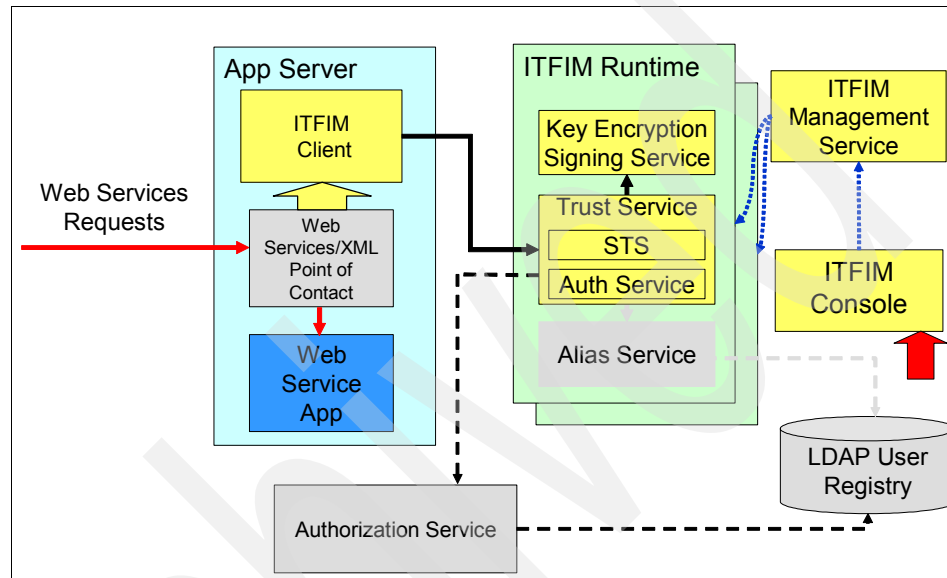 App Server
ITFIM
Client
Web Services
Requests
Web
Services/XML
Point of
Contact
Web
Service
App
ITFIM Runtime
Key Encryption
Signing Service
Trust Service
STS
Auth Service
Alias Service
ITFIM
Management
Service
ITFIM
Console
LDAP User
Registry
Authorization Service